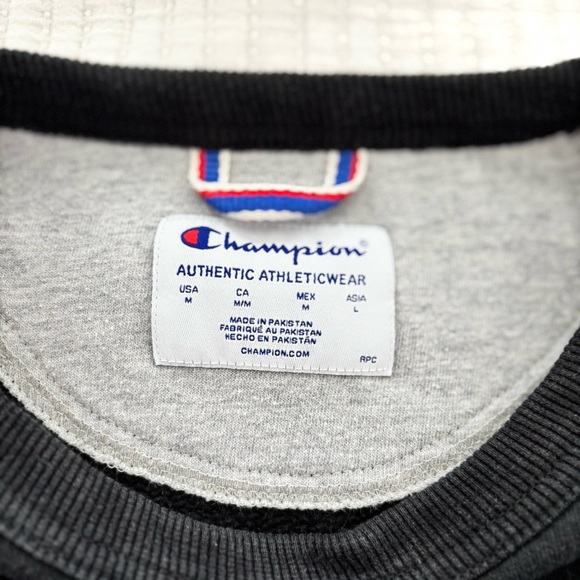 Champion®
AUTHENTIC ATHLETICWEAR
USA CA MEX ASIA
M M/M M L
MADE IN PAKISTAN
FABRIQUÉ AU PAKISTAN
HECHO EN PAKISTÁN
CHAMPION.COM
RPC